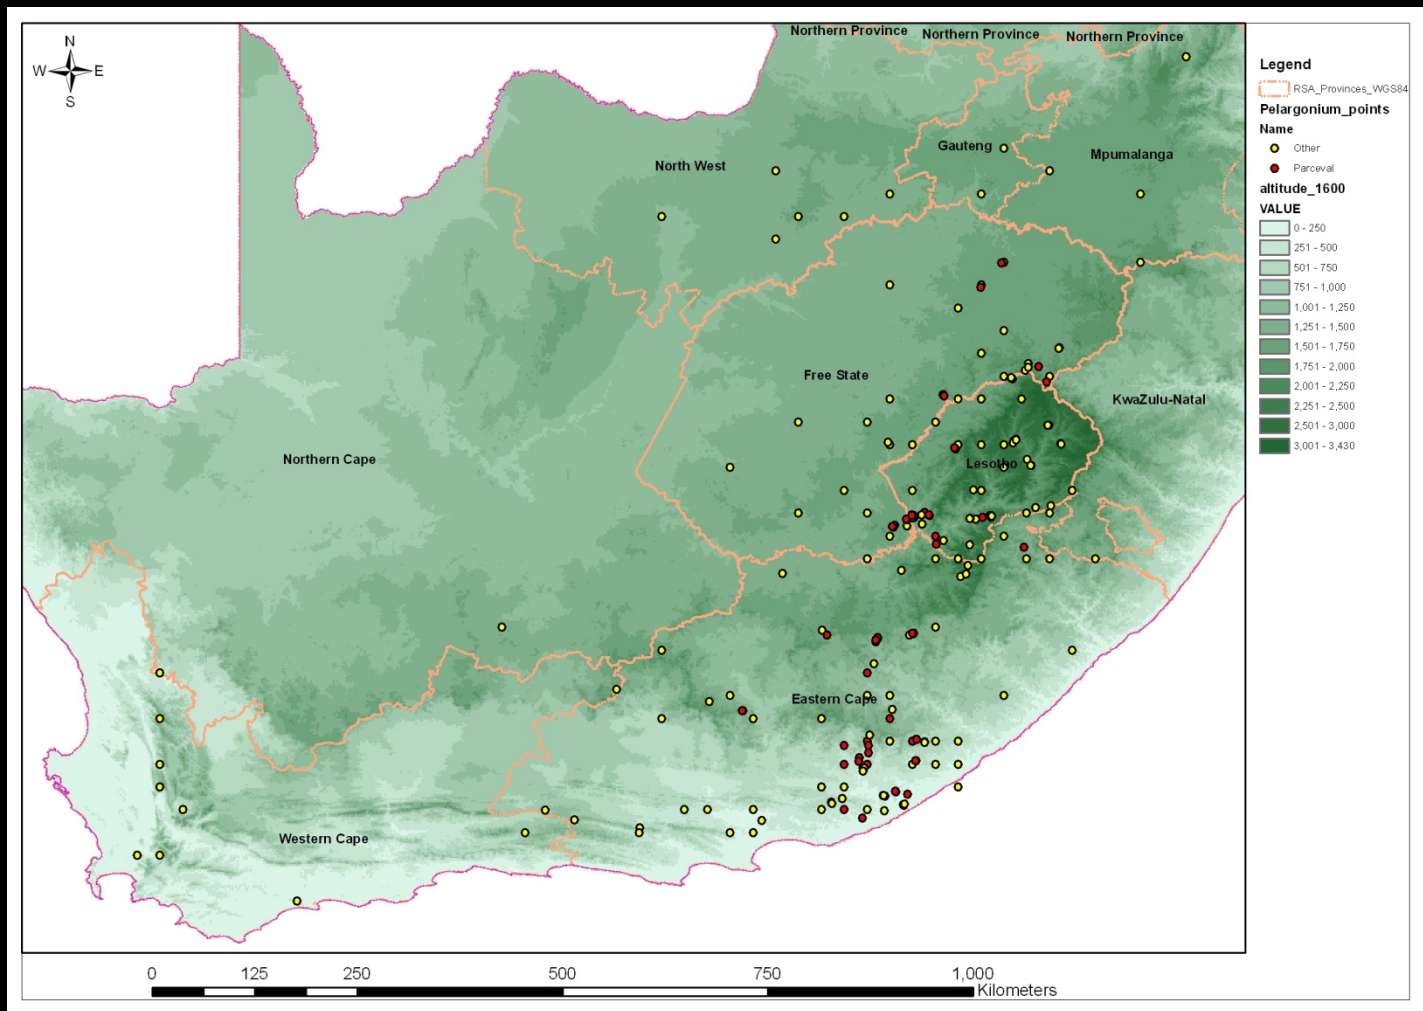 Northern Province
Northern Province
Northern Province
N
W
E
S
Gauteng
Mpumalanga
North West
Free State
KwaZulu-Natal
Northern Cape
Lesotho
Eastern Cape
Western Cape
Legend
RSA_Provinces_WGS84
Pelargonium_points
Name
Other
Parceval
altitude_1600
VALUE
0 - 250
251 - 500
501 - 750
751 - 1,000
1,001 - 1,250
1,251 - 1,500
1,501 - 1,750
1,751 - 2,000
2,001 - 2,250
2,251 - 2,500
2,501 - 3,000
3,001 - 3,430
0 125 250 500 750 1,000
Kilometers